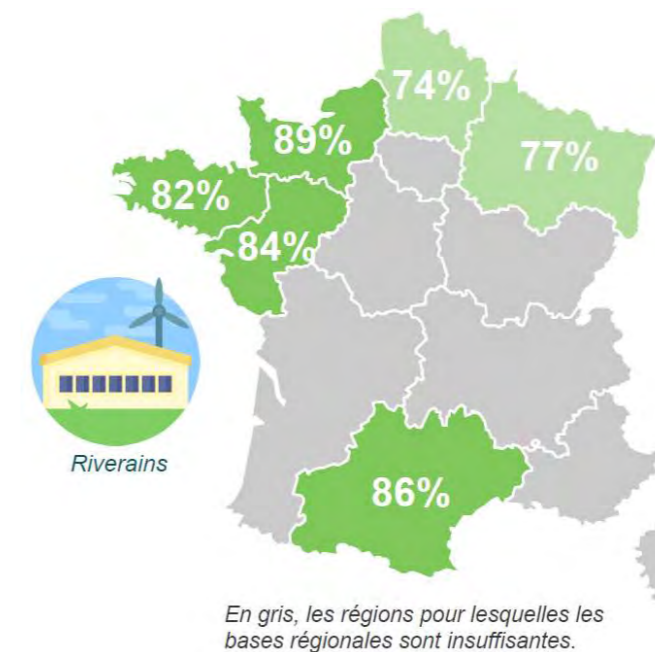 74%
89%
77%
82%
84%
Riverains
86%
En gris, les régions pour lesquelles les
bases régionales sont insuffisantes.